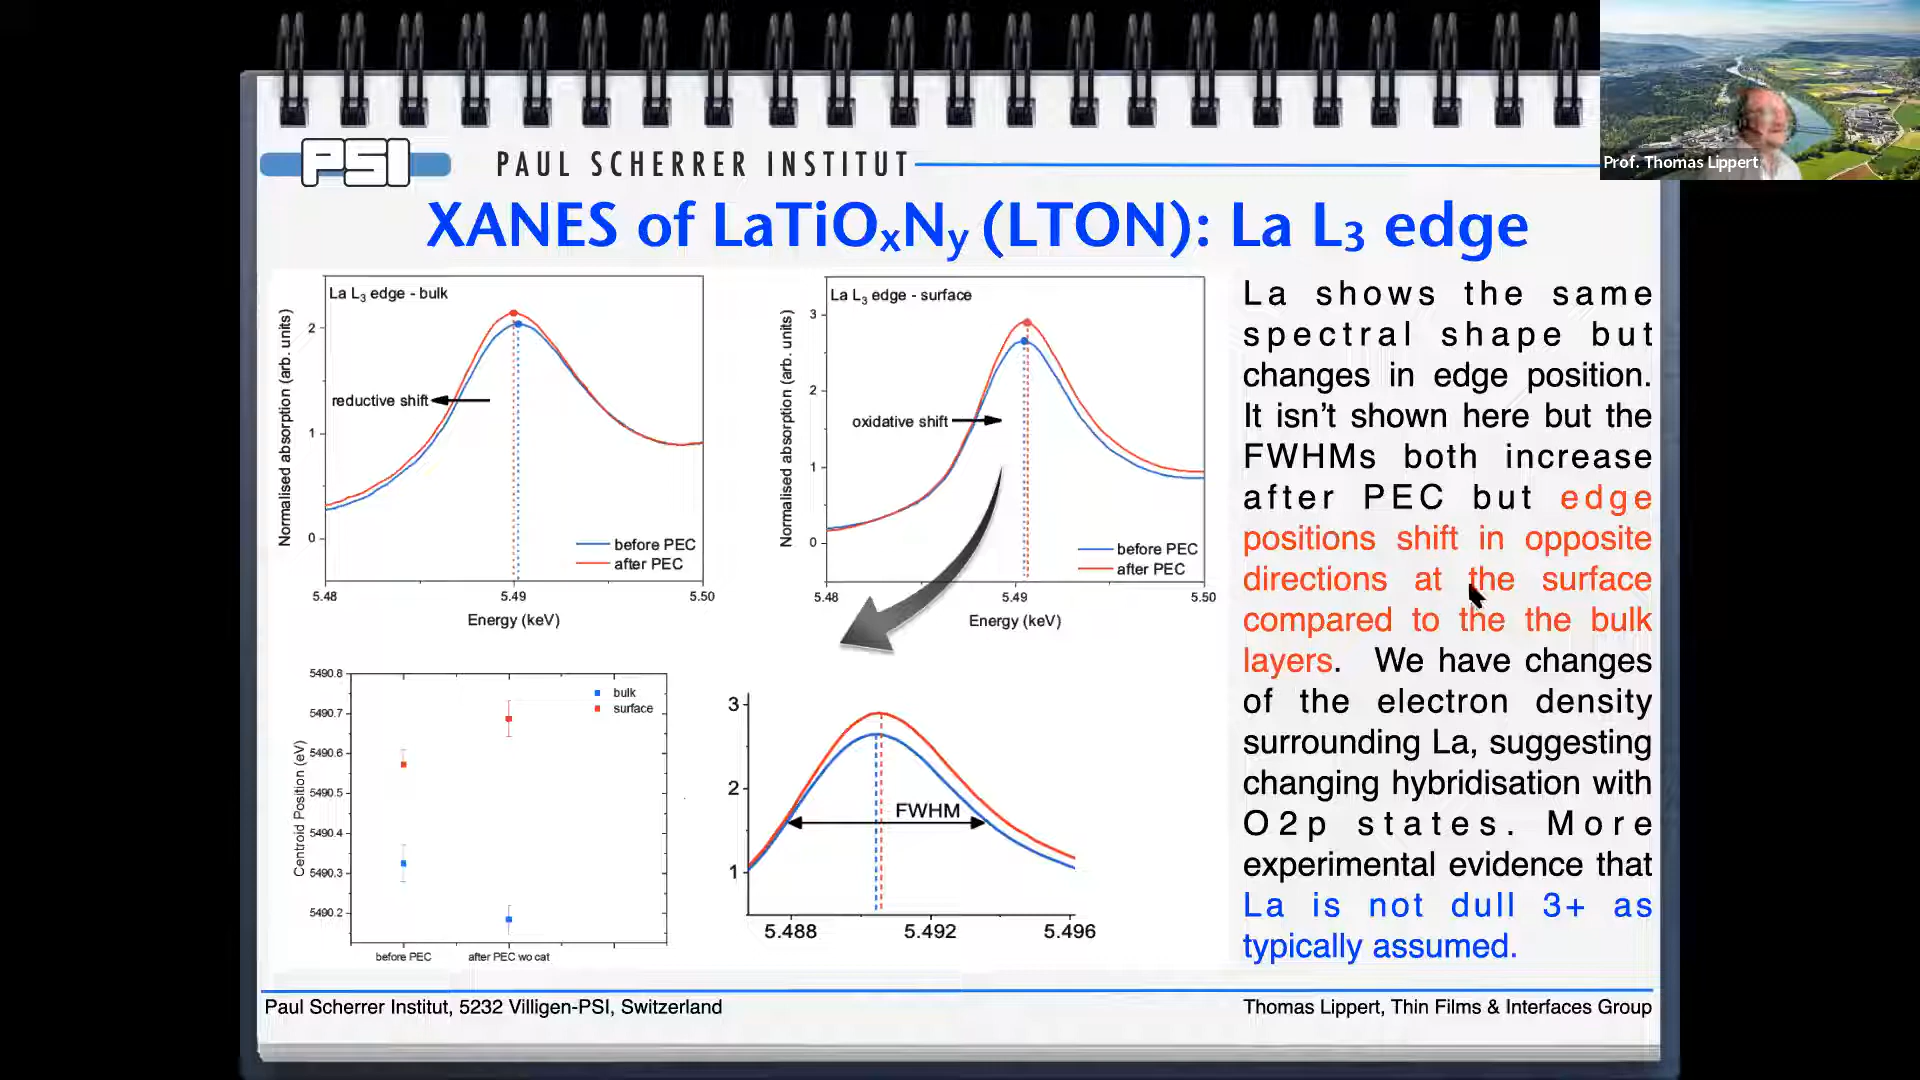 PSI
PAUL SCHERRER INSTITUT
Prof. Thomas Lippert
XANES of LaTiOxNy (LTON): La L3 edge
La L3 edge - bulk
Normalised absorption (arb. units)
2
1
0
reductive shift
before PEC
after PEC
5.48
5.49
5.50
Energy (keV)
La L3 edge - surface
Normalised absorption (arb. units)
3
2
1
0
oxidative shift
before PEC
after PEC
5.48
5.49
5.50
Energy (keV)
5490.8
5490.7
5490.6
5490.5
5490.4
5490.3
5490.2
Centroid Position (eV)
bulk
surface
before PEC
after PEC wo cat
3
2
1
FWHM
5.488
5.492
5.496
La shows the same
spectral shape but
changes in edge position.
It isn't shown here but the
FWHMs both increase
after PEC but edge
positions shift in opposite
directions at the surface
compared to the the bulk
layers. We have changes
of the electron density
surrounding La, suggesting
changing hybridisation with
O2p states. More
experimental evidence that
La is not dull 3+ as
typically assumed.
Paul Scherrer Institut, 5232 Villigen-PSI, Switzerland
Thomas Lippert, Thin Films & Interfaces Group